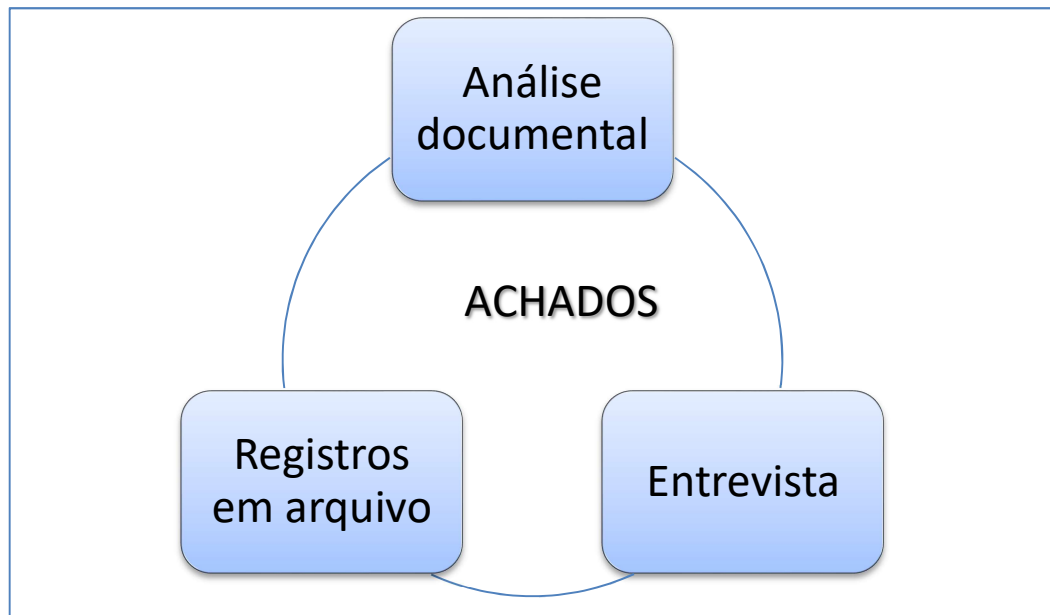 Análise
documental
ACHADOS
Registros
em arquivo
Entrevista